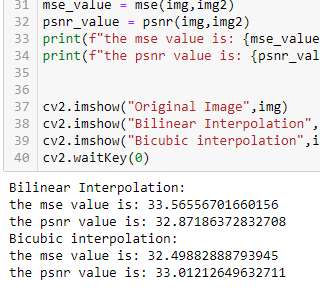 31 mse_value = mse(img,img2)
32 psnr_value = psnr(img,img2)
33 print(f"the mse value is: {mse_value
34 print(f"the psnr value is: {psnr_val
35
36
37 cv2.imshow("Original Image",img)
38 cv2.imshow("Bilinear Interpolation",
39 cv2.imshow("Bicubic interpolation",i
40 cv2.waitKey(0)
Bilinear Interpolation:
the mse value is: 33.56556701660156
the psnr value is: 32.87186372832708
Bicubic interpolation:
the mse value is: 32.49882888793945
the psnr value is: 33.01212649632711